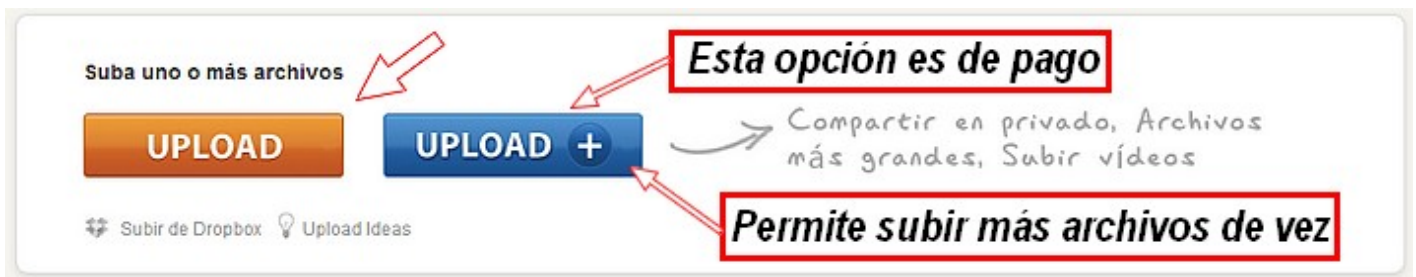 Esta opción es de pago
Suba uno o más archivos
UPLOAD
UPLOAD +
Compartir en privado, Archivos
más grandes, Subir vídeos
Subir de Dropbox Upload Ideas
Permite subir más archivos de vez